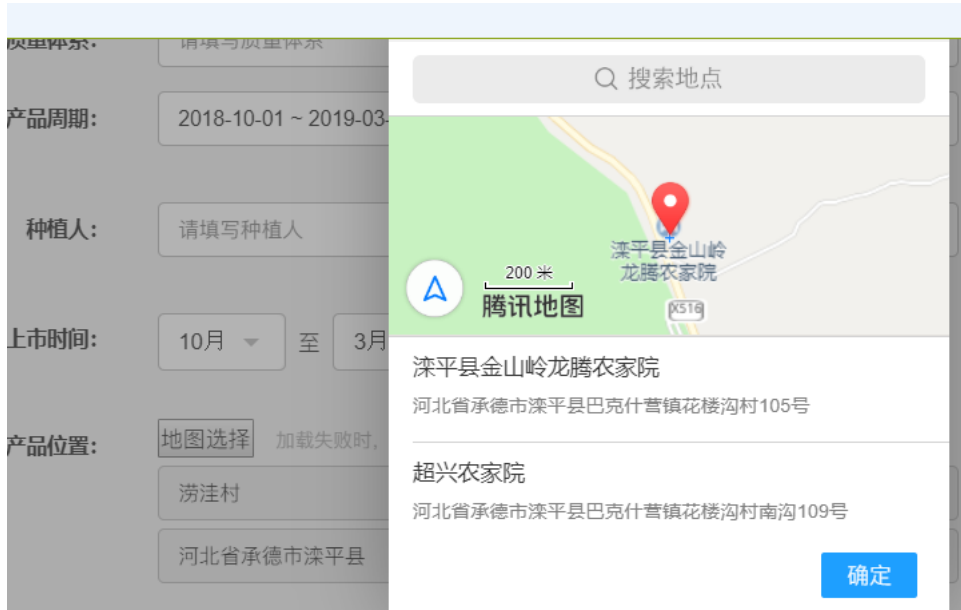 质量体系:
请填写质量体系
产品周期:
2018-10-01 ~ 2019-03-
种植人:
请填写种植人
上市时间:
10月 至 3月
产品位置:
地图选择 加载失败时,
涝洼村
河北省承德市滦平县
搜索地点
滦平县金山岭
龙腾农家院
200 米
腾讯地图
X516
滦平县金山岭龙腾农家院
河北省承德市滦平县巴克什营镇花楼沟村105号
超兴农家院
河北省承德市滦平县巴克什营镇花楼沟村南沟109号
确定